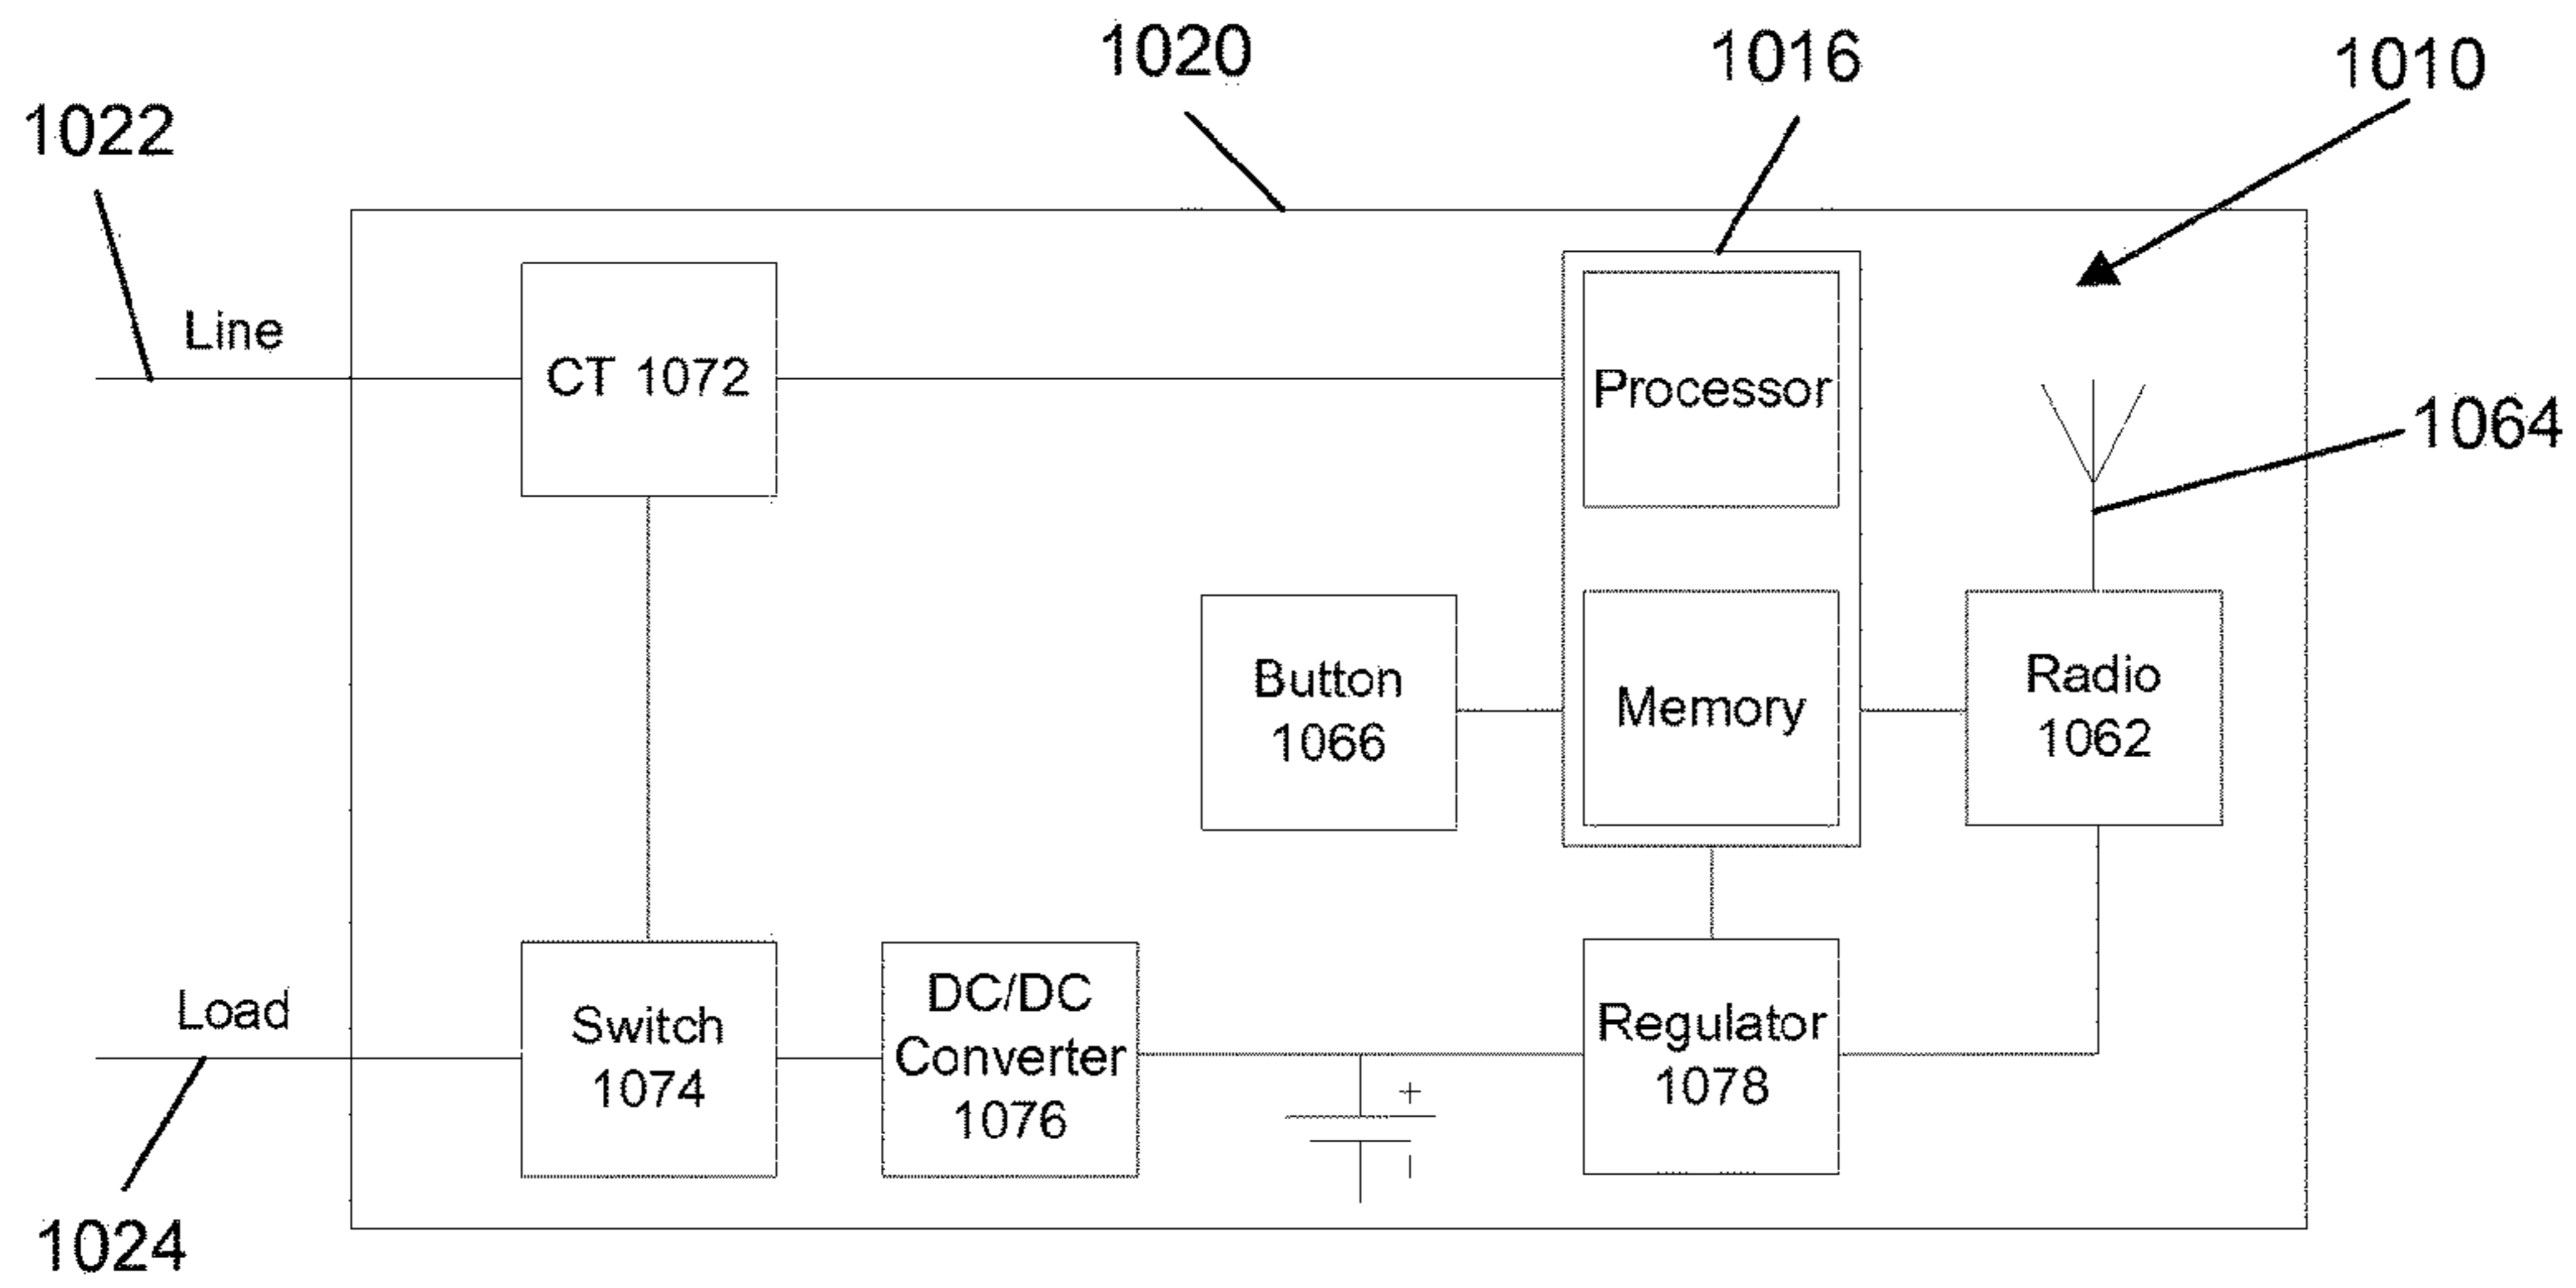 1020
1016
1010
1022
Line
CT 1072
Processor
1064
Button
1066
Memory
Radio
1062
Load
Switch
1074
DC/DC
Converter
1076
+
-
Regulator
1078
1024